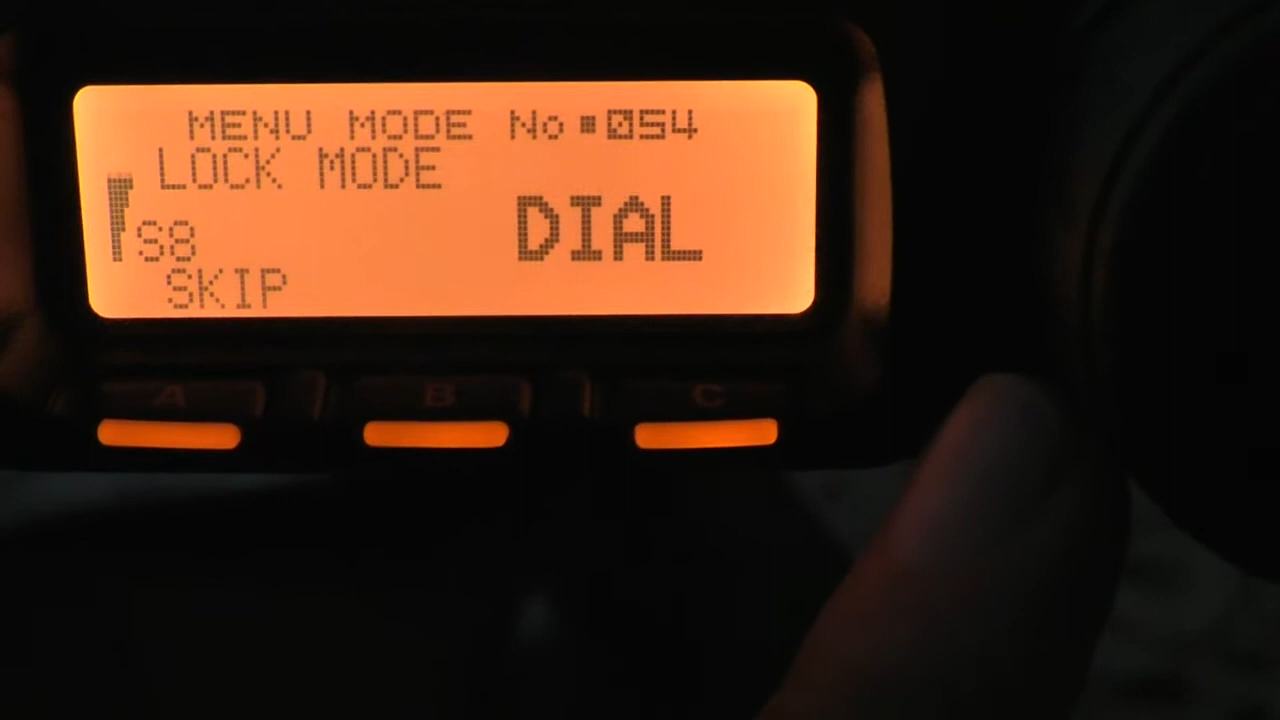 MENU MODE No.054
LOCK MODE
DIAL
S8
SKIP
A B C